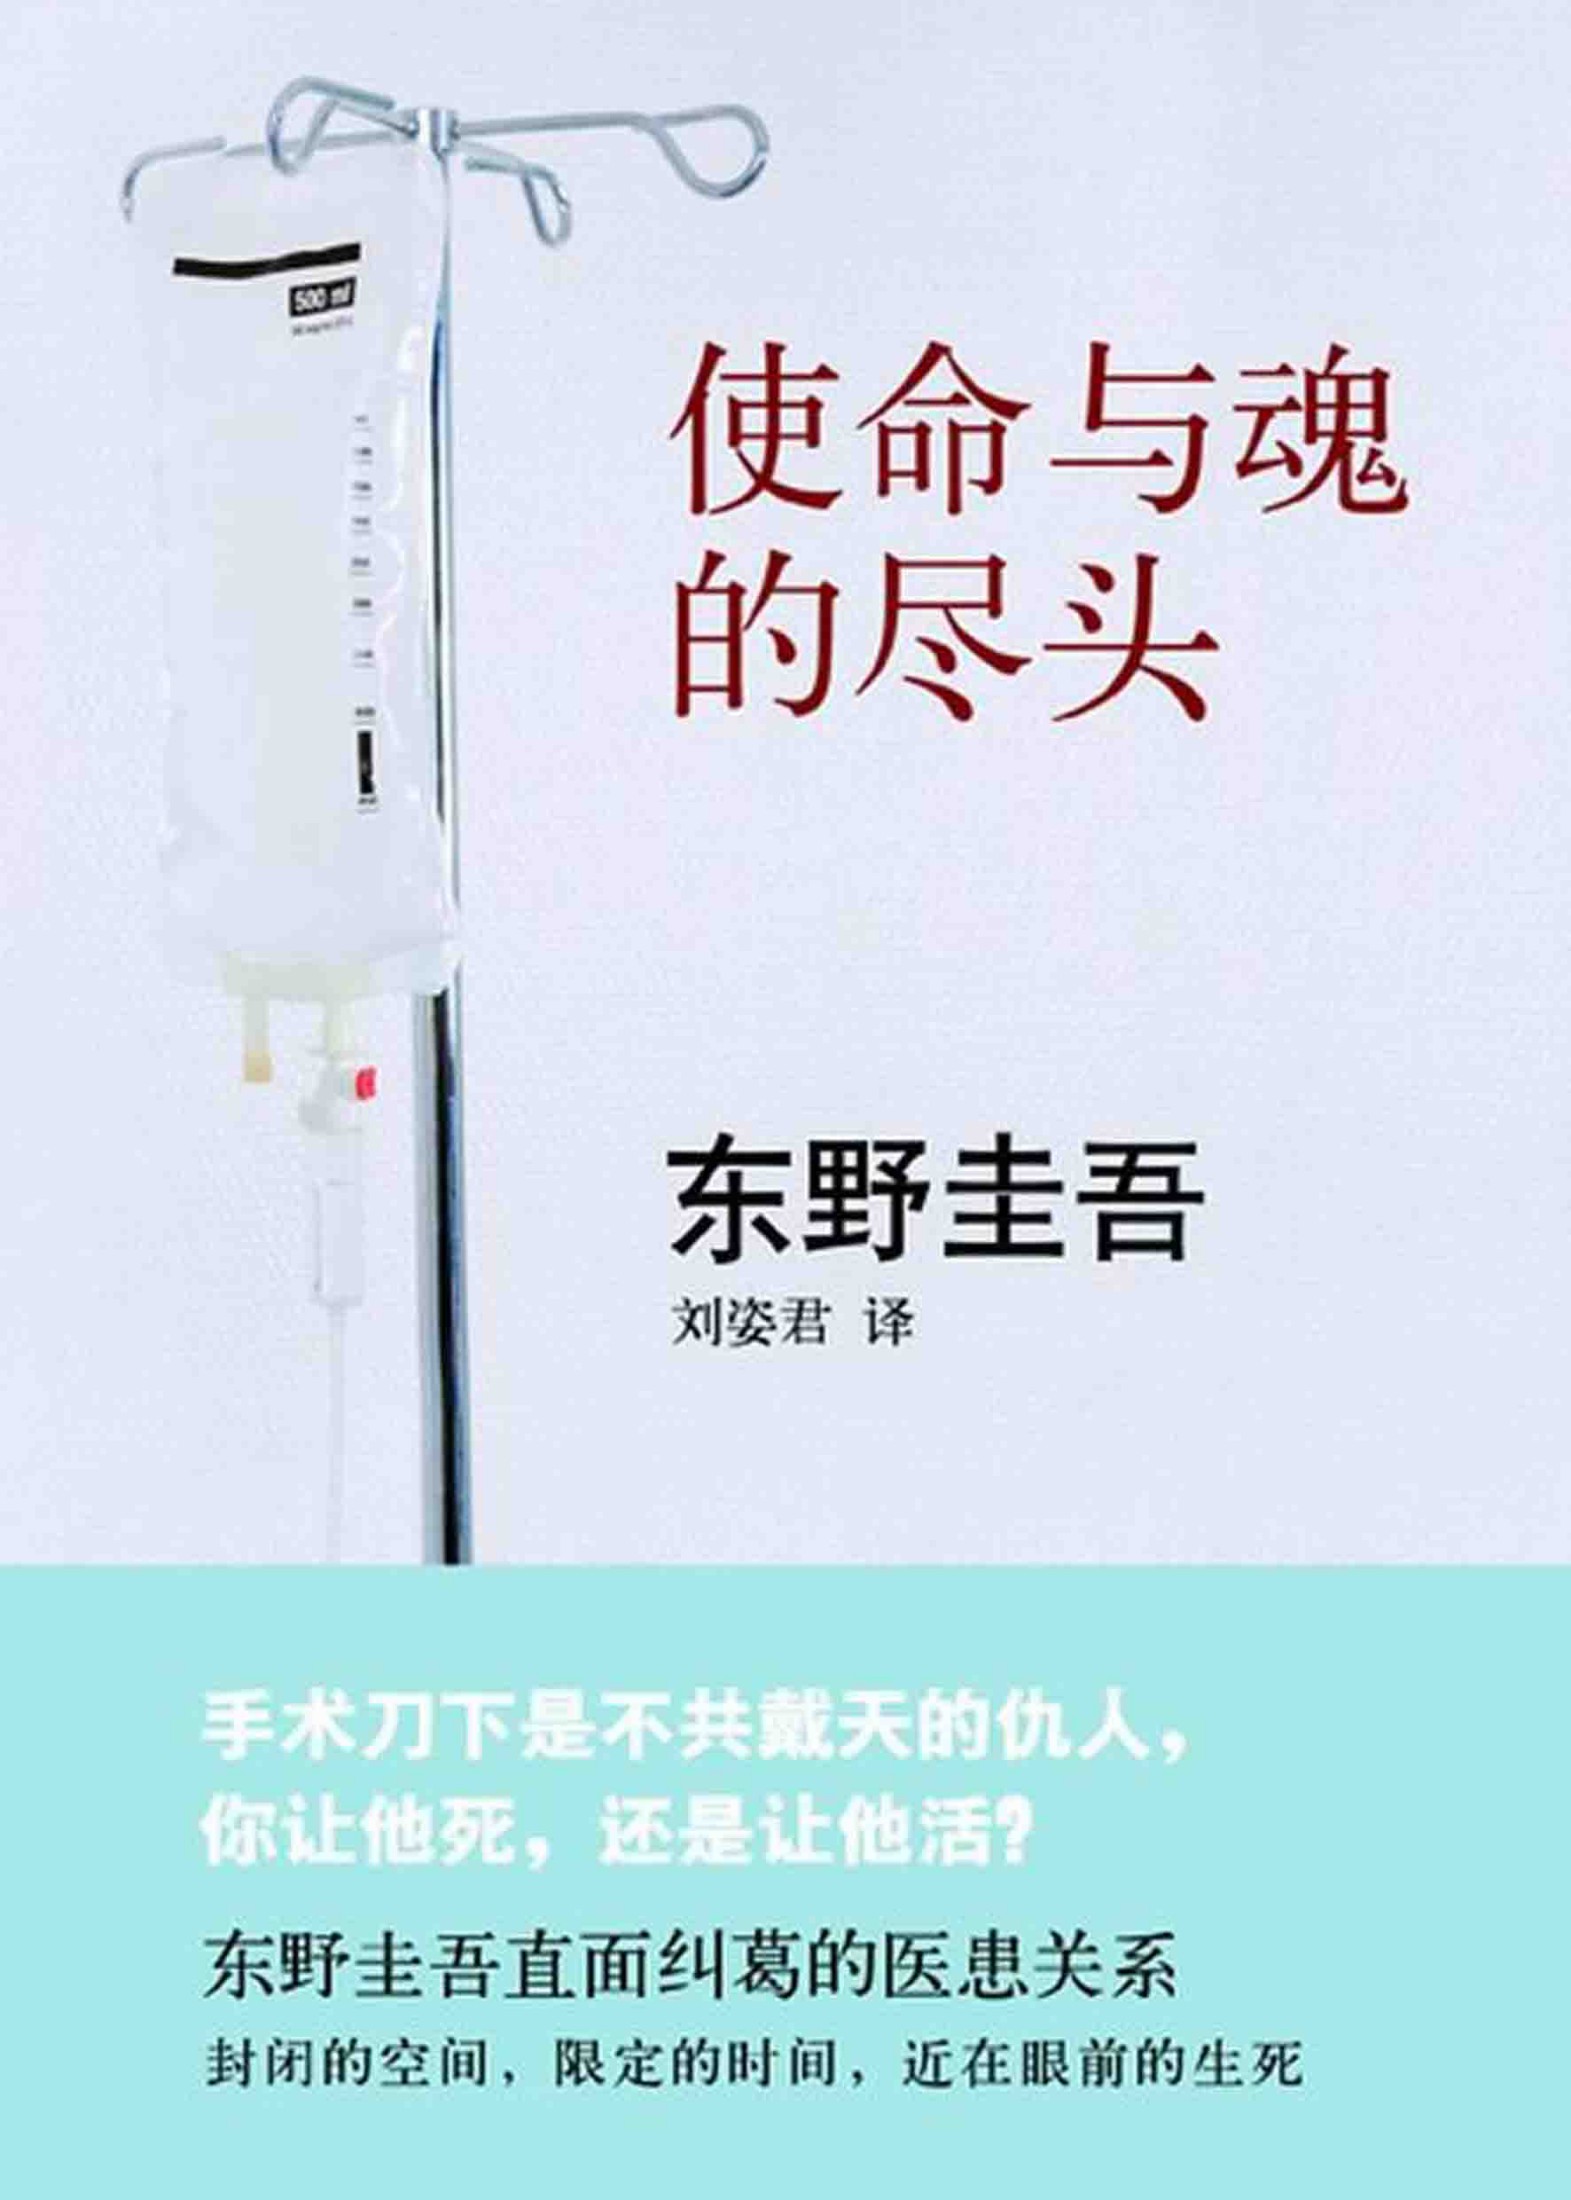 500 ml
使命与魂
的尽头
东野圭吾
刘姿君 译
手术刀下是不共戴天的仇人，
你让他死，还是让他活？
东野圭吾直面纠葛的医患关系
封闭的空间，限定的时间，近在眼前的生死